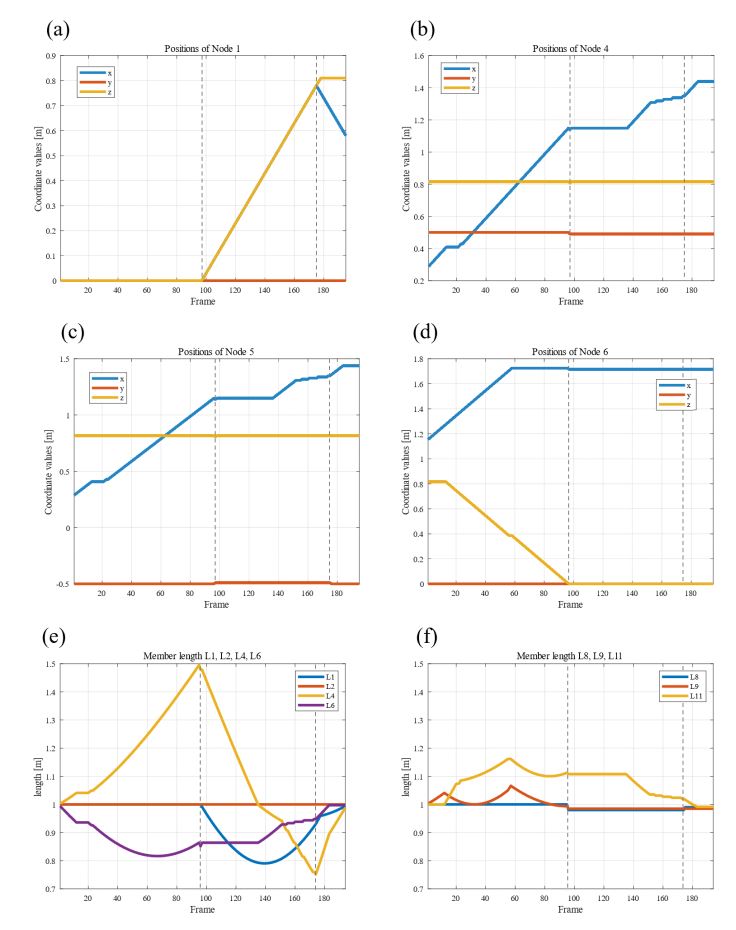 (a)
Positions of Node 1
0.9
0.8
0.7
0.6
0.5
0.4
0.3
0.2
0.1
0
Coordinate values [m]
x
y
z
20 40 60 80 100 120 140 160 180
Frame
(b)
Positions of Node 4
1.6
1.4
1.2
1
0.8
0.6
0.4
0.2
Coordinate values [m]
x
y
z
20 40 60 80 100 120 140 160 180
Frame
(c)
Positions of Node 5
1.5
1
0.5
0
-0.5
Coordinate values [m]
x
y
z
20 40 60 80 100 120 140 160 180
Frame
(d)
Positions of Node 6
1.8
1.6
1.4
1.2
1
0.8
0.6
0.4
0.2
0
Coordinate values [m]
x
y
z
20 40 60 80 100 120 140 160 180
Frame
(e)
Member length L1, L2, L4, L6
1.5
1.4
1.3
1.2
1.1
1
0.9
0.8
0.7
length [m]
L1
L2
L4
L6
20 40 60 80 100 120 140 160 180
Frame
(f)
Member length L8, L9, L11
1.5
1.4
1.3
1.2
1.1
1
0.9
0.8
0.7
length [m]
L8
L9
L11
20 40 60 80 100 120 140 160 180
Frame